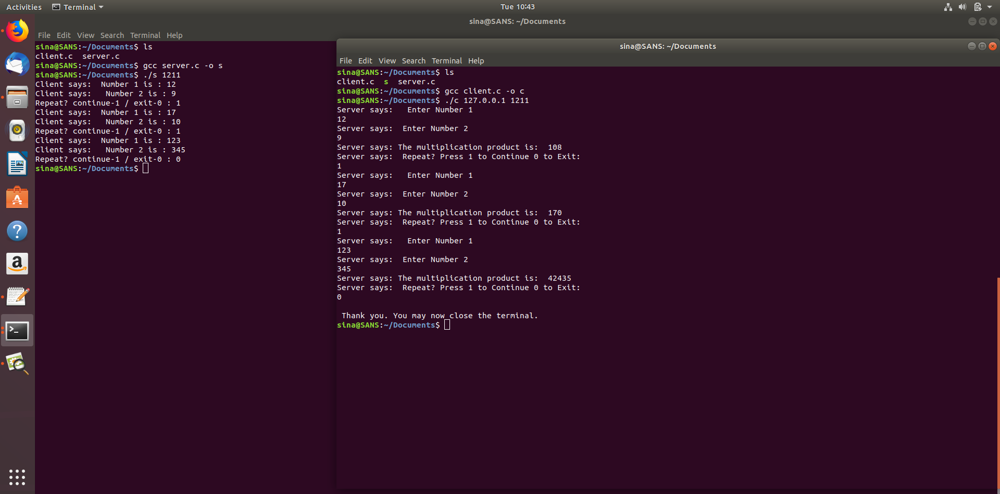 Activities Terminal Tue 10:43
sina@SANS: ~/Documents
File Edit View Search Terminal Help
sina@SANS:~/Documents$ ls
client.c  server.c
sina@SANS:~/Documents$ gcc server.c -o s
sina@SANS:~/Documents$ ./s 1211
Client says:  Number 1 is : 12
Client says:   Number 2 is : 9
Repeat? continue-1 / exit-0 : 1
Client says:  Number 1 is : 17
Client says:   Number 2 is : 10
Repeat? continue-1 / exit-0 : 1
Client says:  Number 1 is : 123
Client says:   Number 2 is : 345
Repeat? continue-1 / exit-0 : 0
sina@SANS:~/Documents$
sina@SANS: ~/Documents
File Edit View Search Terminal Help
sina@SANS:~/Documents$ ls
client.c  s  server.c
sina@SANS:~/Documents$ gcc client.c -o c
sina@SANS:~/Documents$ ./c 127.0.0.1 1211
Server says:   Enter Number 1
12
Server says:  Enter Number 2
9
Server says: The multiplication product is:  108
Server says:  Repeat? Press 1 to Continue 0 to Exit:
1
Server says:   Enter Number 1
17
Server says:  Enter Number 2
10
Server says: The multiplication product is:  170
Server says:  Repeat? Press 1 to Continue 0 to Exit:
1
Server says:   Enter Number 1
123
Server says:  Enter Number 2
345
Server says: The multiplication product is:  42435
Server says:  Repeat? Press 1 to Continue 0 to Exit:
0
Thank you. You may now close the terminal.
sina@SANS:~/Documents$